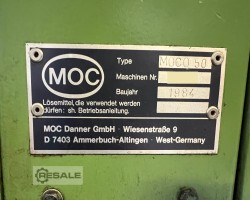 MOC
Type MOCO 50
Maschinen Nr.
Baujahr 1984
Lösemittel, die verwendet werden
dürfen: sh. Betriebsanleitung.
MOC Danner GmbH · Wiesenstraße 9
D 7403 Ammerbuch-Altingen · West-Germany
RESALE